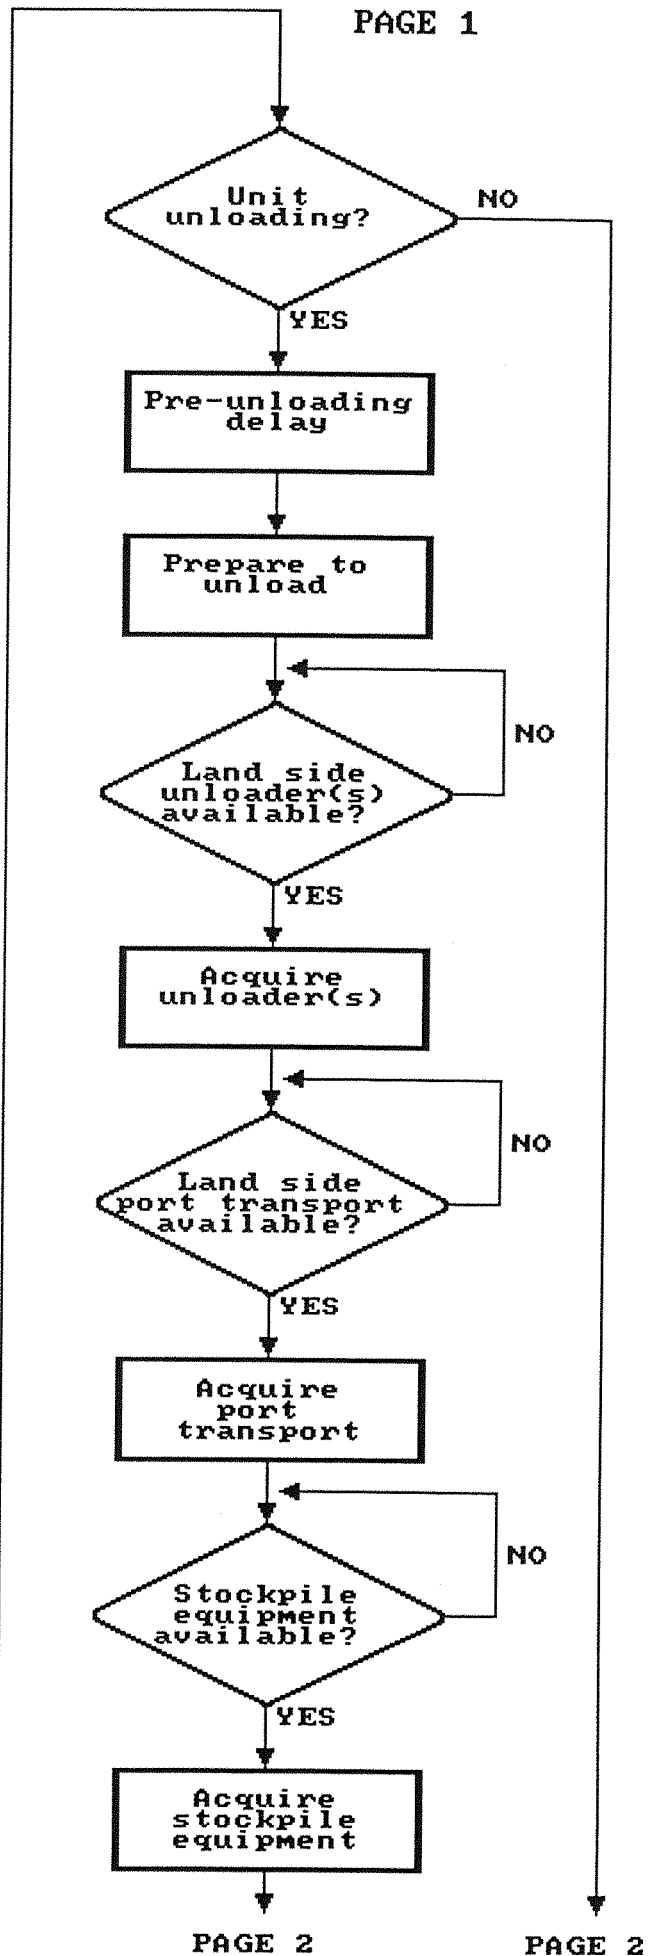 PAGE 1
Unit
unloading?
NO
YES
Pre-unloading
delay
Prepare to
unload
NO
Land side
unloader(s)
available?
YES
Acquire
unloader(s)
NO
Land side
port transport
available?
YES
Acquire
port
transport
NO
Stockpile
equipment
available?
YES
Acquire
stockpile
equipment
PAGE 2
PAGE 2